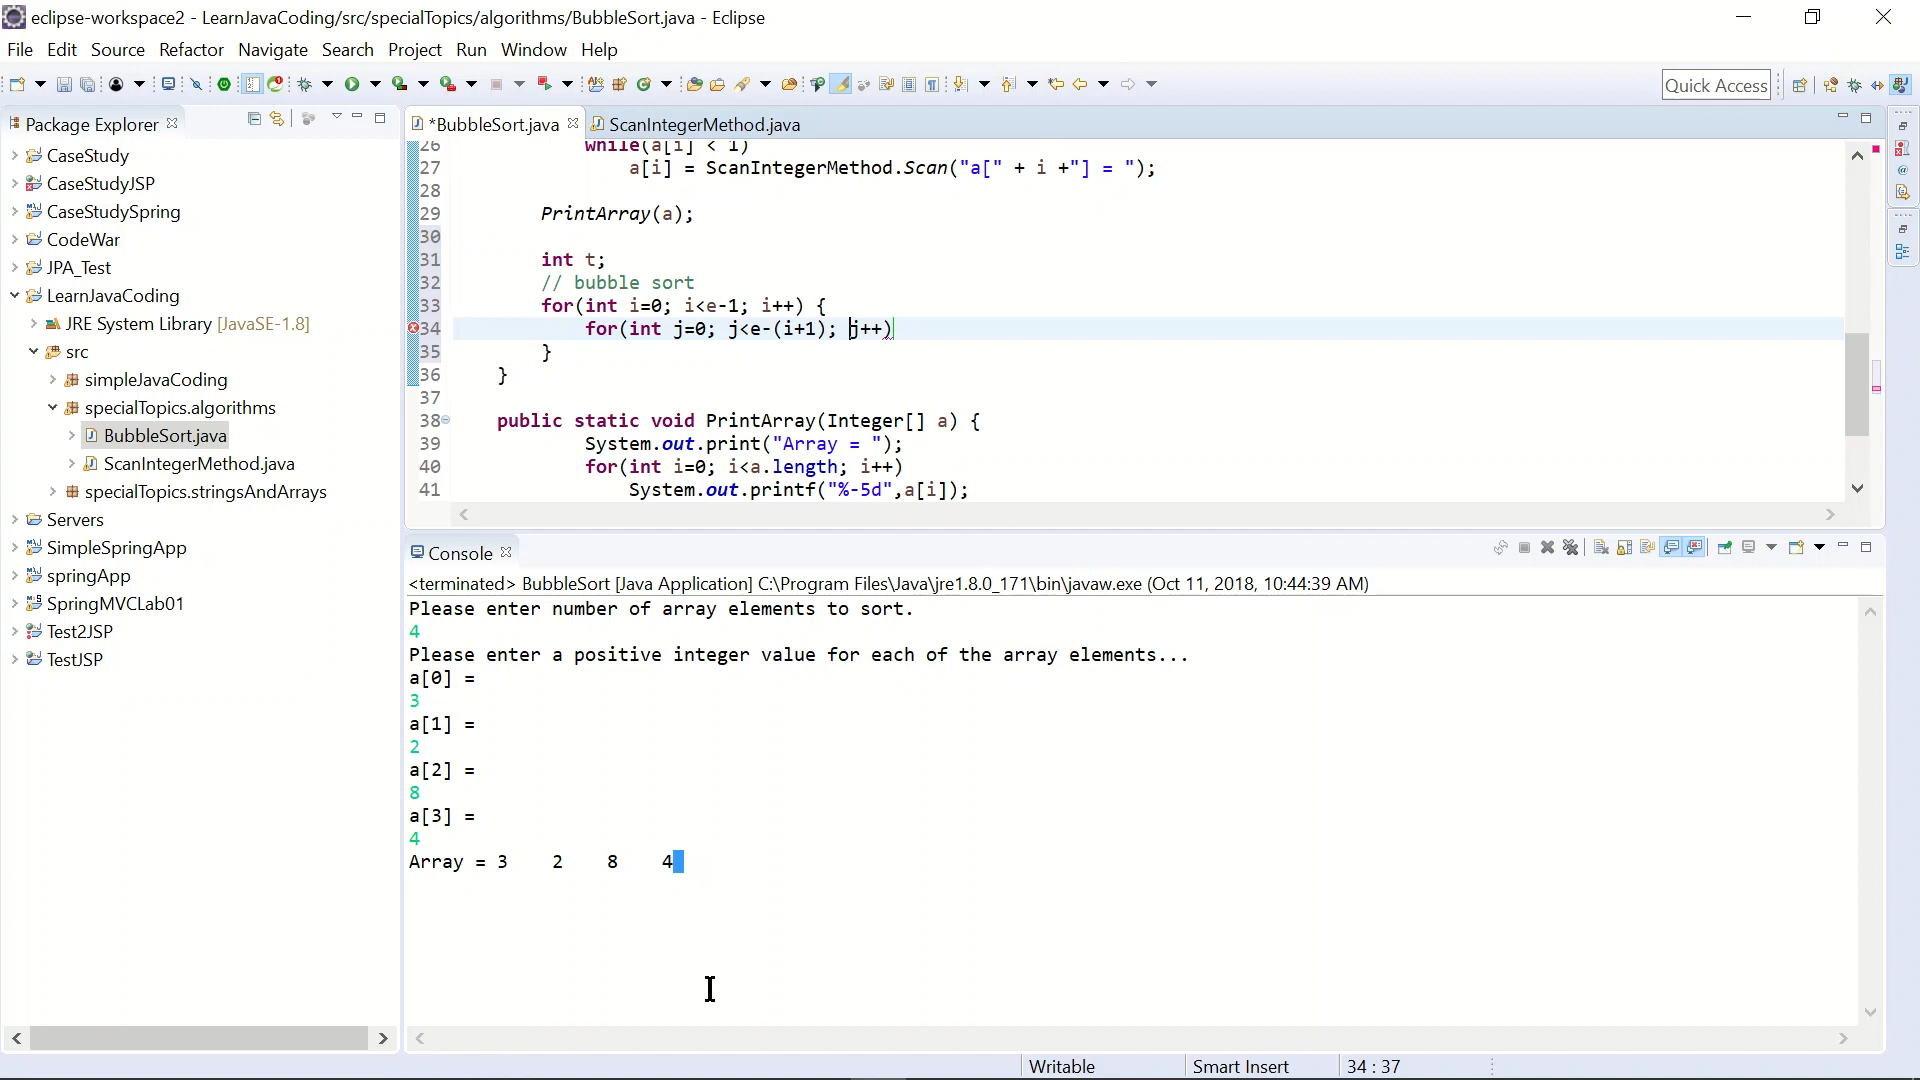 eclipse-workspace2 - LearnJavaCoding/src/specialTopics/algorithms/BubbleSort.java - Eclipse
File Edit Source Refactor Navigate Search Project Run Window Help
Quick Access
Package Explorer
CaseStudy
CaseStudyJSP
CaseStudySpring
CodeWar
JPA_Test
LearnJavaCoding
JRE System Library [JavaSE-1.8]
src
simpleJavaCoding
specialTopics.algorithms
BubbleSort.java
ScanIntegerMethod.java
specialTopics.stringsAndArrays
Servers
SimpleSpringApp
springApp
SpringMVCLab01
Test2JSP
TestJSP
*BubbleSort.java ScanIntegerMethod.java
26 while(a[i] < 1)
27 a[i] = ScanIntegerMethod.Scan("a[" + i +"] = ");
28
29 PrintArray(a);
30
31 int t;
32 // bubble sort
33 for(int i=0; i<e-1; i++) {
34 for(int j=0; j<e-(i+1); j++)
35 }
36 }
37
38 public static void PrintArray(Integer[] a) {
39 System.out.print("Array = ");
40 for(int i=0; i<a.length; i++)
41 System.out.printf("%-5d",a[i]);
Console
<terminated> BubbleSort [Java Application] C:\Program Files\Java\jre1.8.0_171\bin\javaw.exe (Oct 11, 2018, 10:44:39 AM)
Please enter number of array elements to sort.
4
Please enter a positive integer value for each of the array elements...
a[0] =
3
a[1] =
2
a[2] =
8
a[3] =
4
Array = 3 2 8 4
Writable Smart Insert 34 : 37